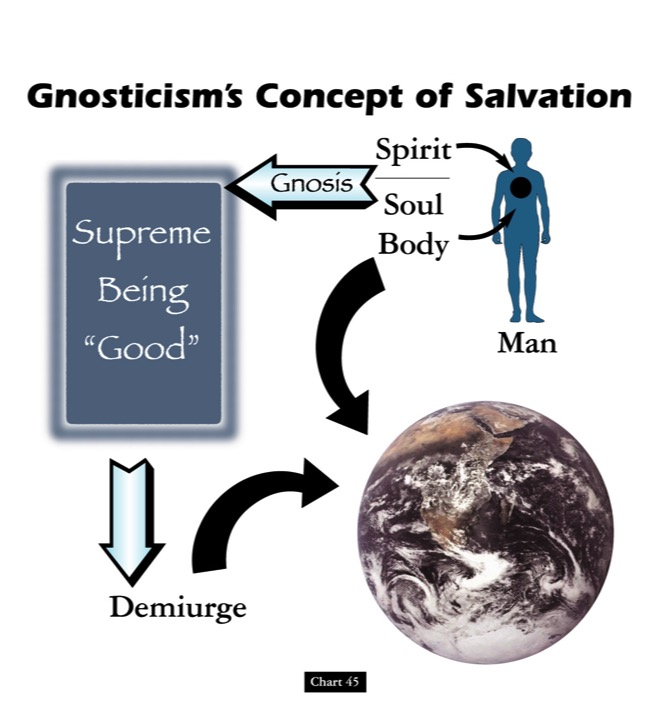 Gnosticism's Concept of Salvation
Spirit
Gnosis
Soul
Body
Supreme
Being
“Good”
Man
Demiurge
Chart 45